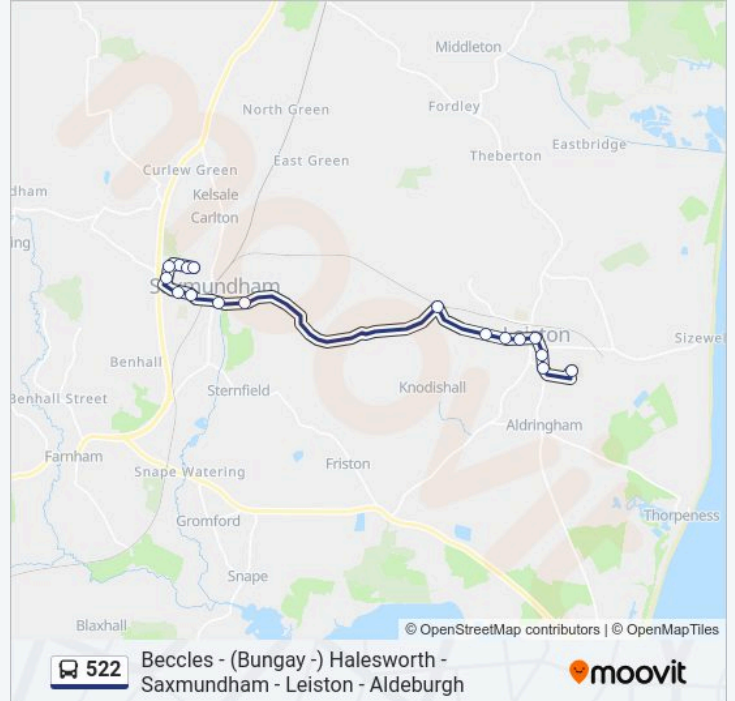 Middleton
North Green
Fordley
Eastbridge
East Green
Theberton
Curlew Green
dham
Kelsale
Carlton
ing
Saxmundham
Leiston
Sizewel
Benhall
Sternfield
Knodishall
Benhall Street
Aldringham
Farnham
Snape Watering
Friston
Thorpeness
Gromford
Snape
Blaxhall
moovit
© OpenStreetMap contributors | © OpenMapTiles
522
Beccles - (Bungay -) Halesworth -
Saxmundham - Leiston - Aldeburgh
moovit